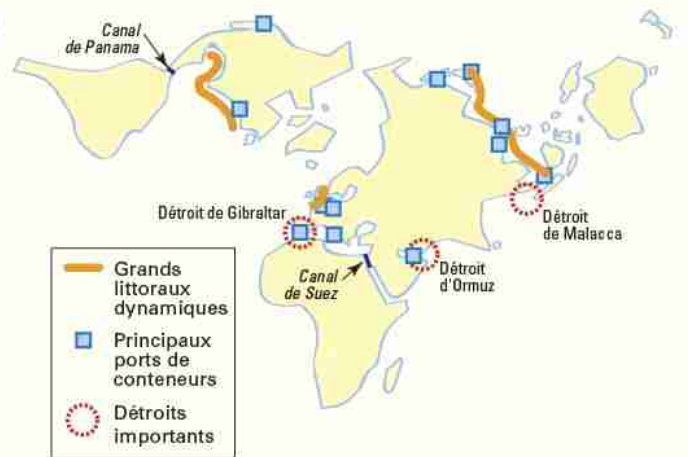 Canal
de Panama
Détroit de Gibraltar
Canal
de Suez
Détroit
d'Ormuz
Détroit
de Malacca
Grands
littoraux
dynamiques
Principaux
ports de
conteneurs
Détroits
importants